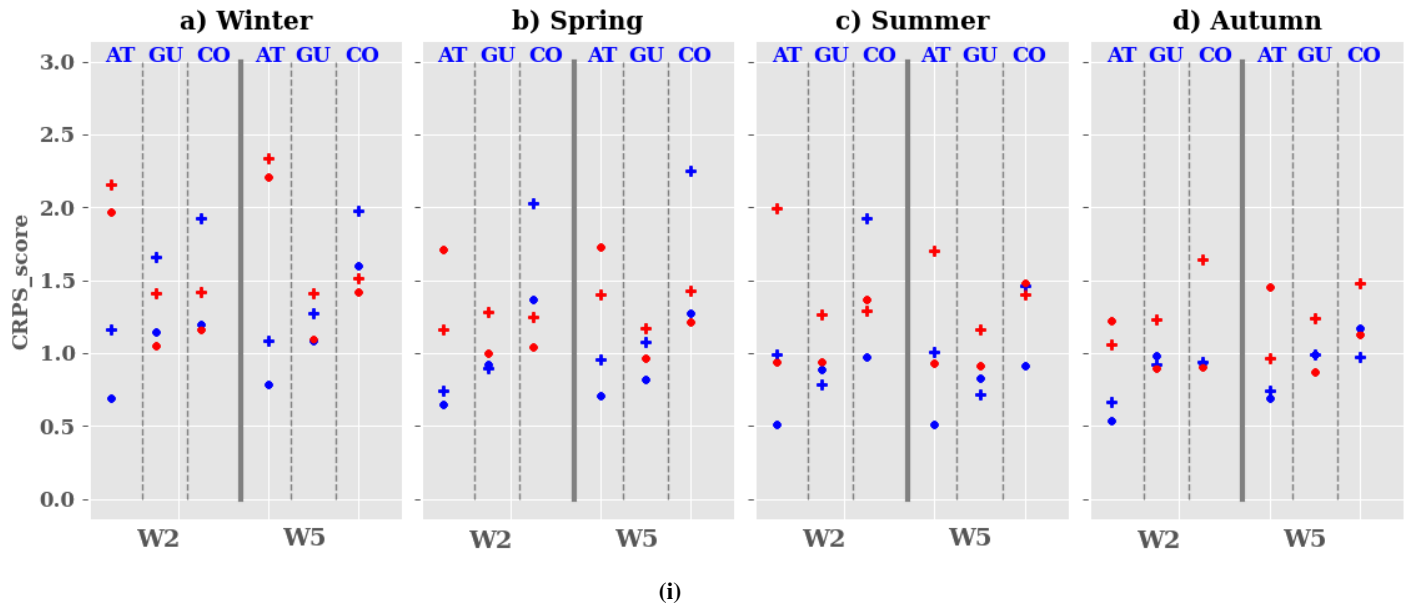 a) Winter b) Spring c) Summer d) Autumn
AT GU CO AT GU CO AT GU CO AT GU CO AT GU CO AT GU CO AT GU CO AT GU CO
3.0
2.5
2.0
1.5
1.0
0.5
0.0
CRPS_score
W2 W5 W2 W5 W2 W5 W2 W5
(i)